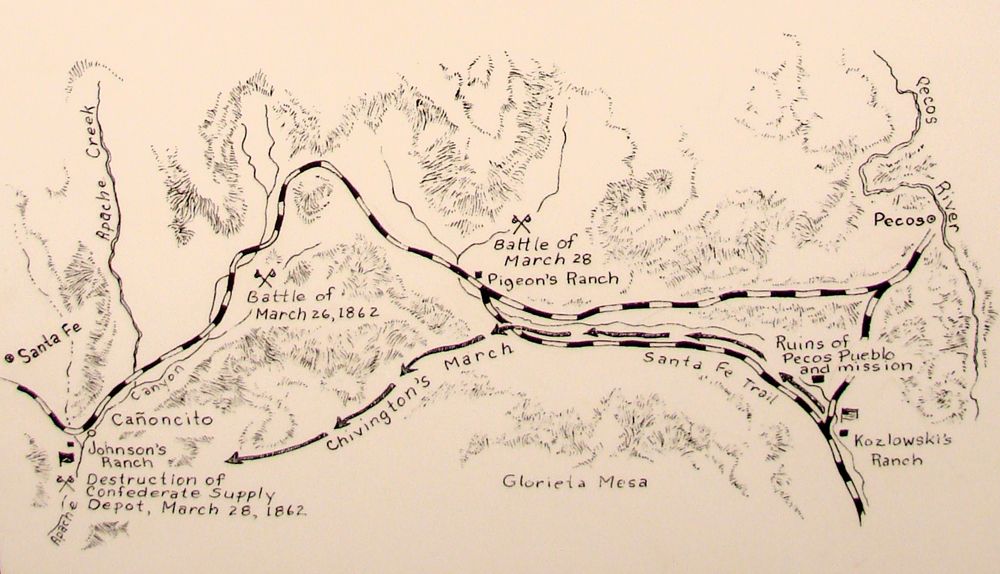 Pecos
River
Pecos
Apache Creek
Battle of
March 28
Pigeon's Ranch
Battle of
March 26, 1862
Santa Fe
Canyon
Chivington's March
Santa Fe Trail
Ruins of
Pecos Pueblo
and mission
Cañoncito
Johnson's
Ranch
Kozlowski's
Ranch
Destruction of
Confederate Supply
Depot, March 28, 1862
Glorieta Mesa
Apache